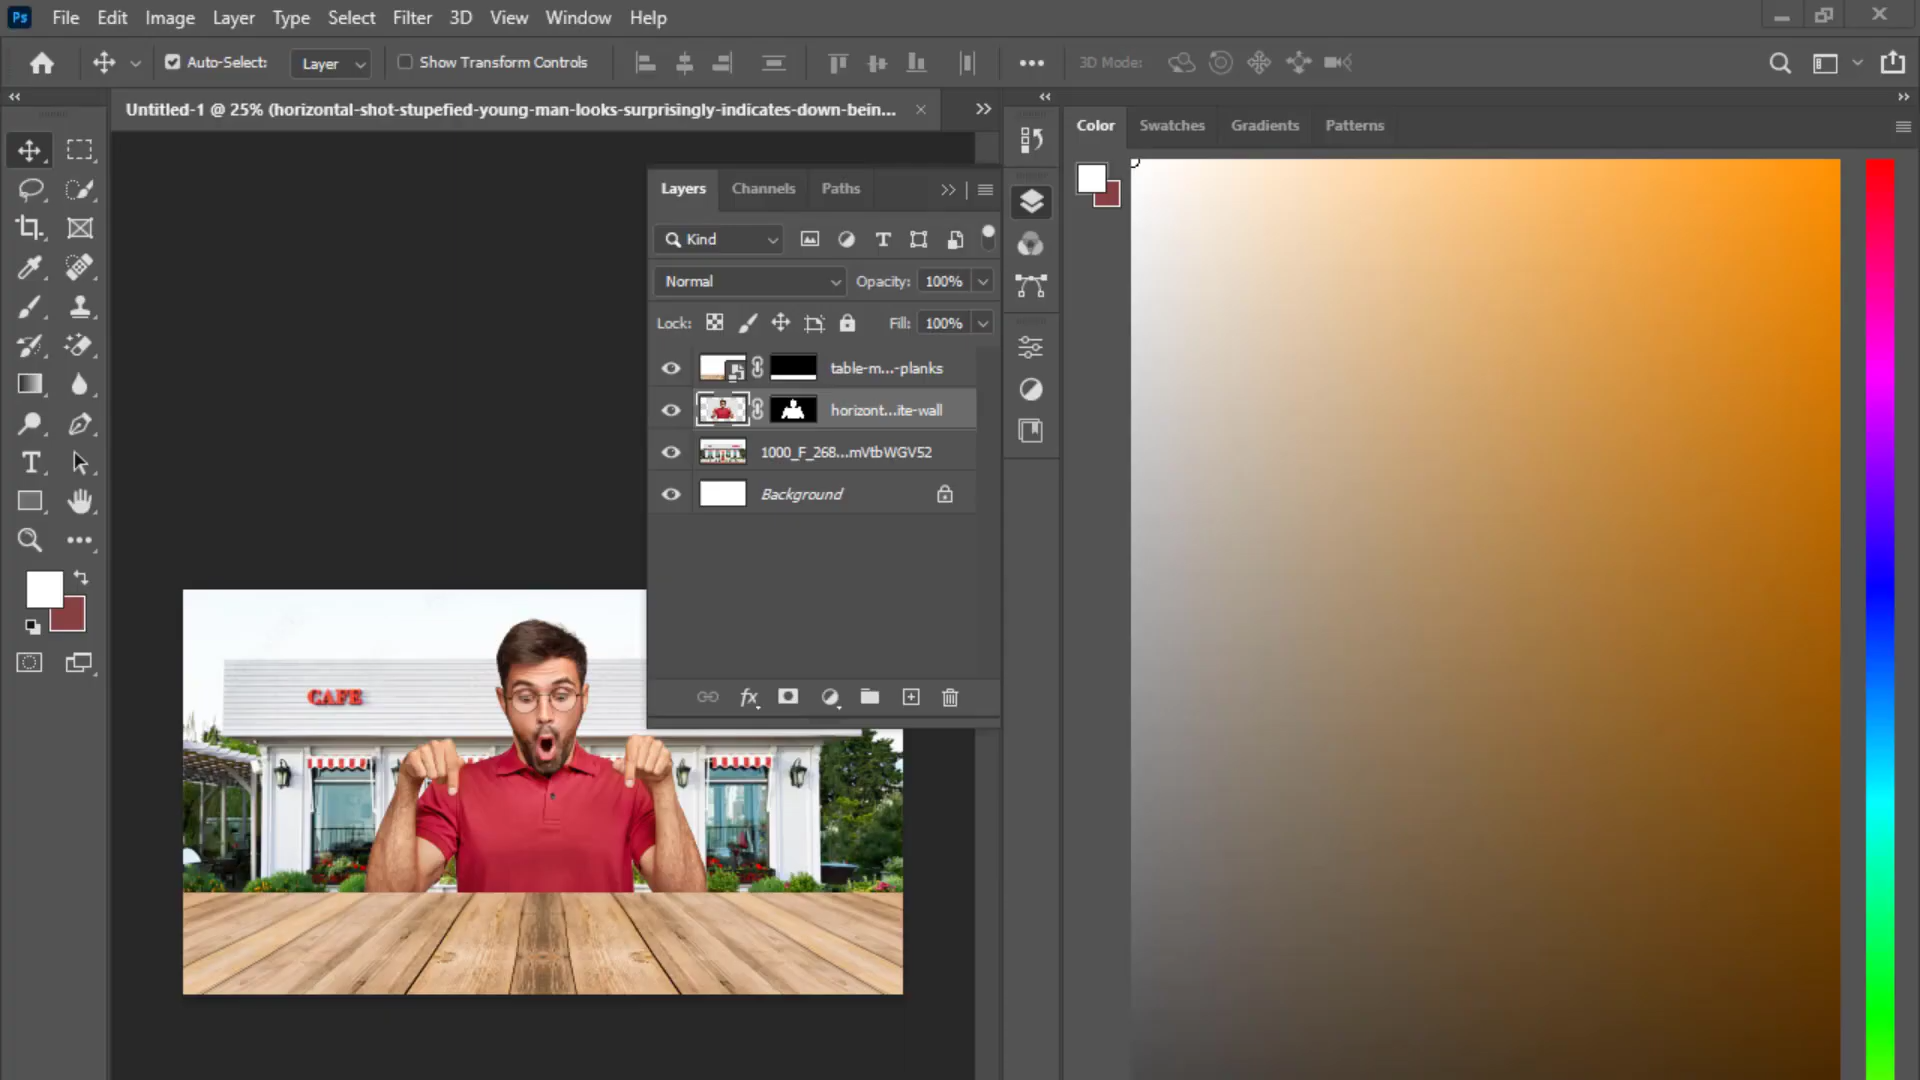 Ps File Edit Image Layer Type Select Filter 3D View Window Help
Auto-Select: Layer Show Transform Controls 3D Mode:
Untitled-1 @ 25% (horizontal-shot-stupefied-young-man-looks-surprisingly-indicates-down-bein...
Color Swatches Gradients Patterns
Layers Channels Paths
Kind
Normal Opacity: 100%
Lock: Fill: 100%
table-m...-planks
horizont...ite-wall
1000_F_268...mVtbWGV52
Background
CAFE